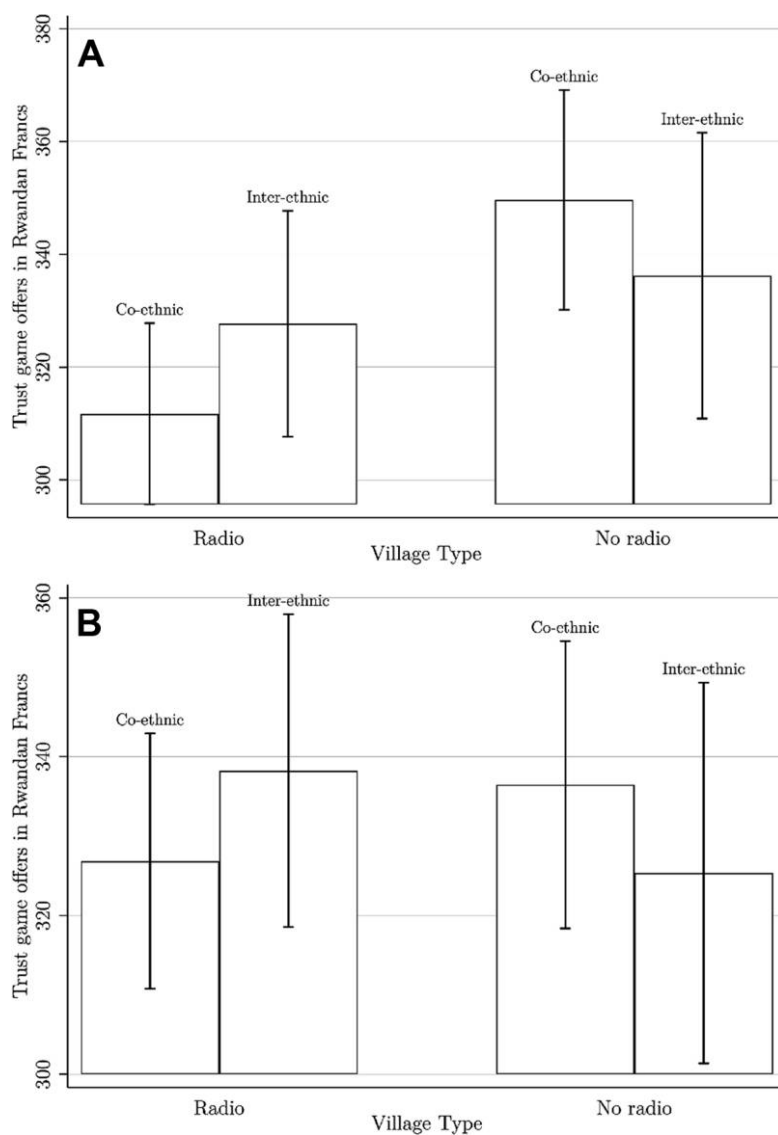 A
Trust game offers in Rwandan Francs
380
360
340
320
300
Co-ethnic
Inter-ethnic
Co-ethnic
Inter-ethnic
Radio
No radio
Village Type
B
Trust game offers in Rwandan Francs
360
340
320
300
Co-ethnic
Inter-ethnic
Co-ethnic
Inter-ethnic
Radio
No radio
Village Type